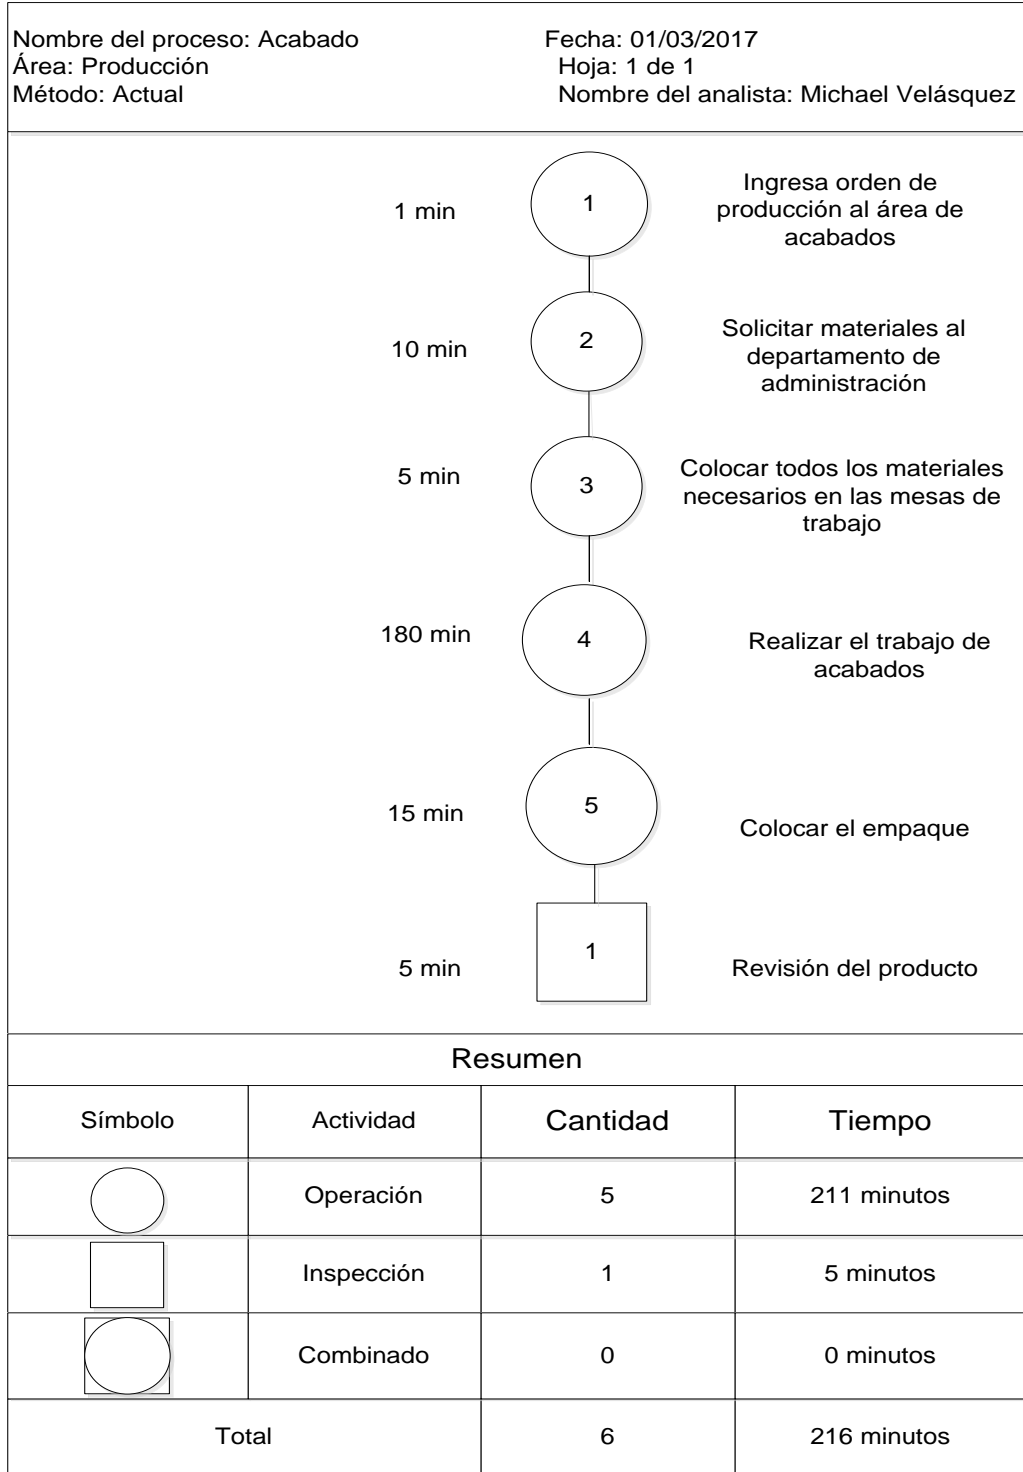 Nombre del proceso: Acabado
Fecha: 01/03/2017
Área: Producción
Hoja: 1 de 1
Método: Actual
Nombre del analista: Michael Velásquez
1 min
1
Ingresa orden de
producción al área de
acabados
10 min
2
Solicitar materiales al
departamento de
administración
5 min
3
Colocar todos los materiales
necesarios en las mesas de
trabajo
180 min
4
Realizar el trabajo de
acabados
15 min
5
Colocar el empaque
5 min
1
Revisión del producto
Resumen
Símbolo Actividad Cantidad Tiempo
Operación 5 211 minutos
Inspección 1 5 minutos
Combinado 0 0 minutos
Total 6 216 minutos